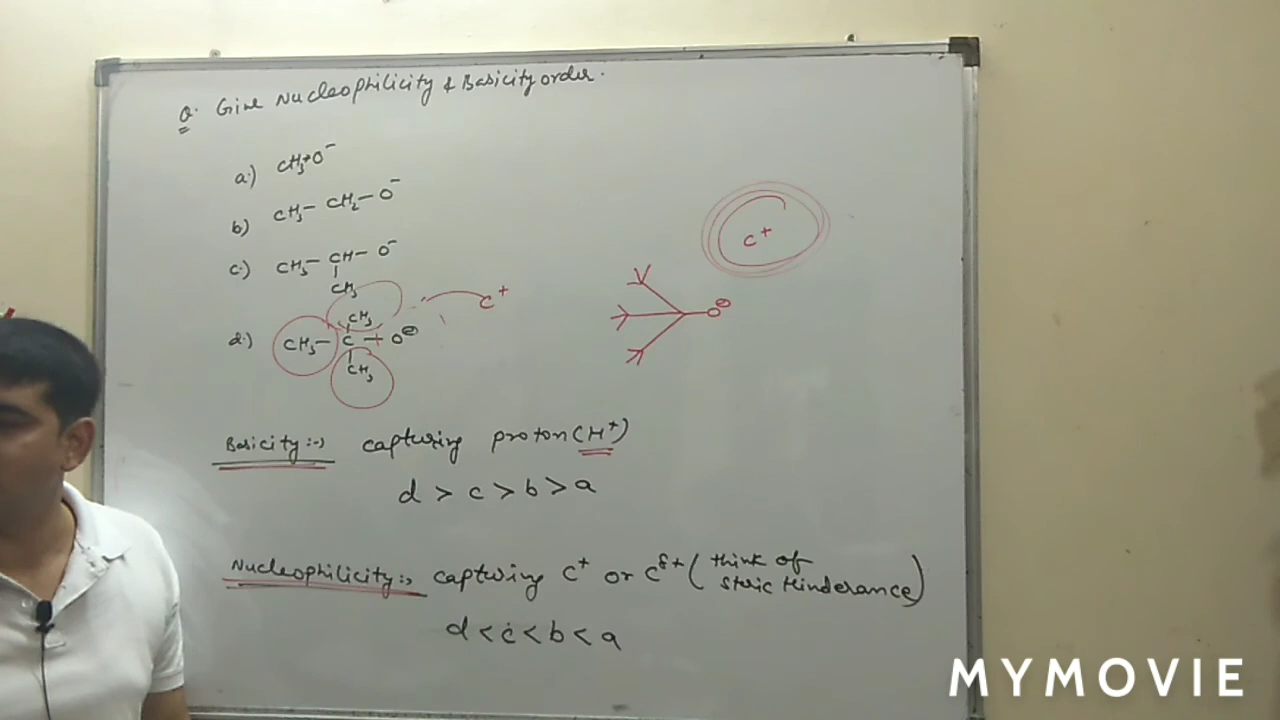 Q. Give Nucleophilicity & Basicity order.
a.) CH₃→O⁻
b) CH₃— CH₂— O⁻
c.) CH₃— CH— O⁻
CH₃
CH₃
d.) CH₃— C — O⊖
CH₃
C⁺
O⊖
C⁺
Basicity :→ capturing proton (H⁺)
d > c > b > a
Nucleophilicity :→ capturing C⁺ or Cᵟ⁺ ( think of
steric Hinderance)
d < c < b < a
MYMOVIE